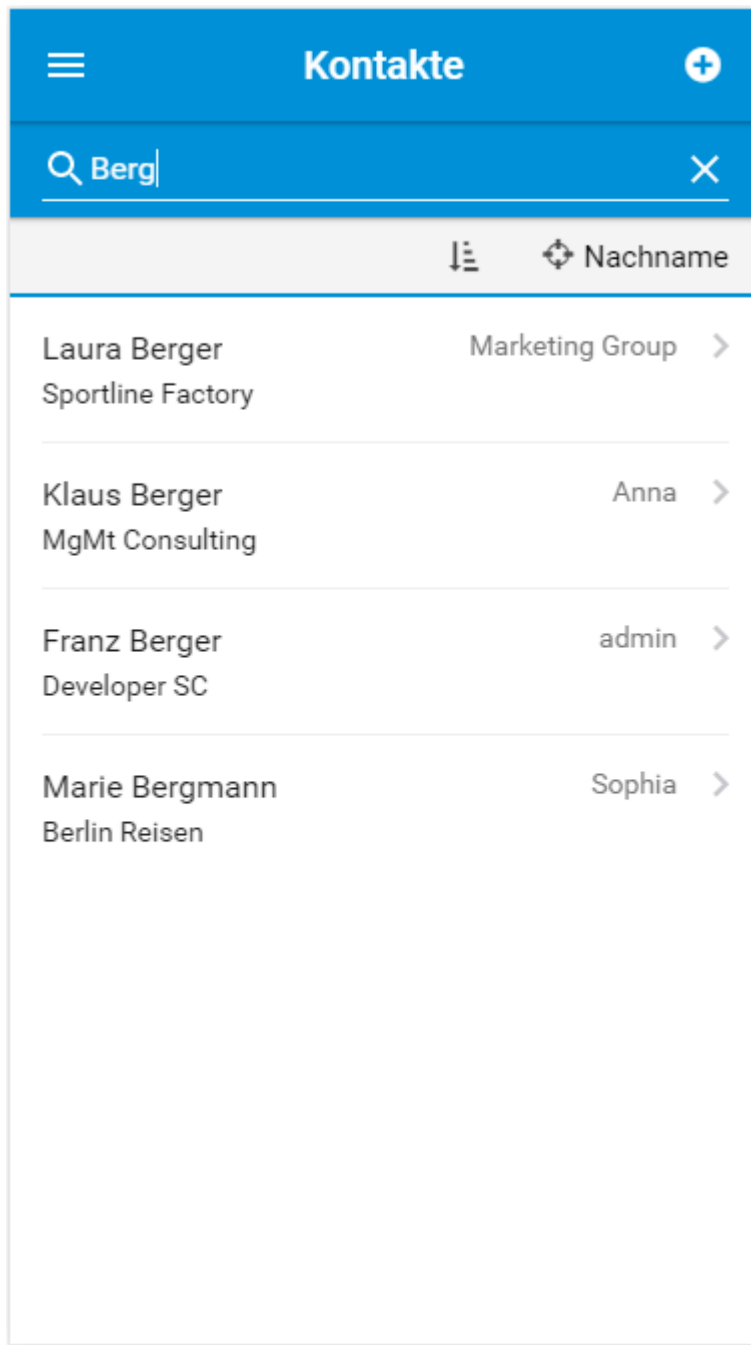 Kontakte
Berg
Nachname
Laura Berger Marketing Group
Sportline Factory
Klaus Berger Anna
MgMt Consulting
Franz Berger admin
Developer SC
Marie Bergmann Sophia
Berlin Reisen